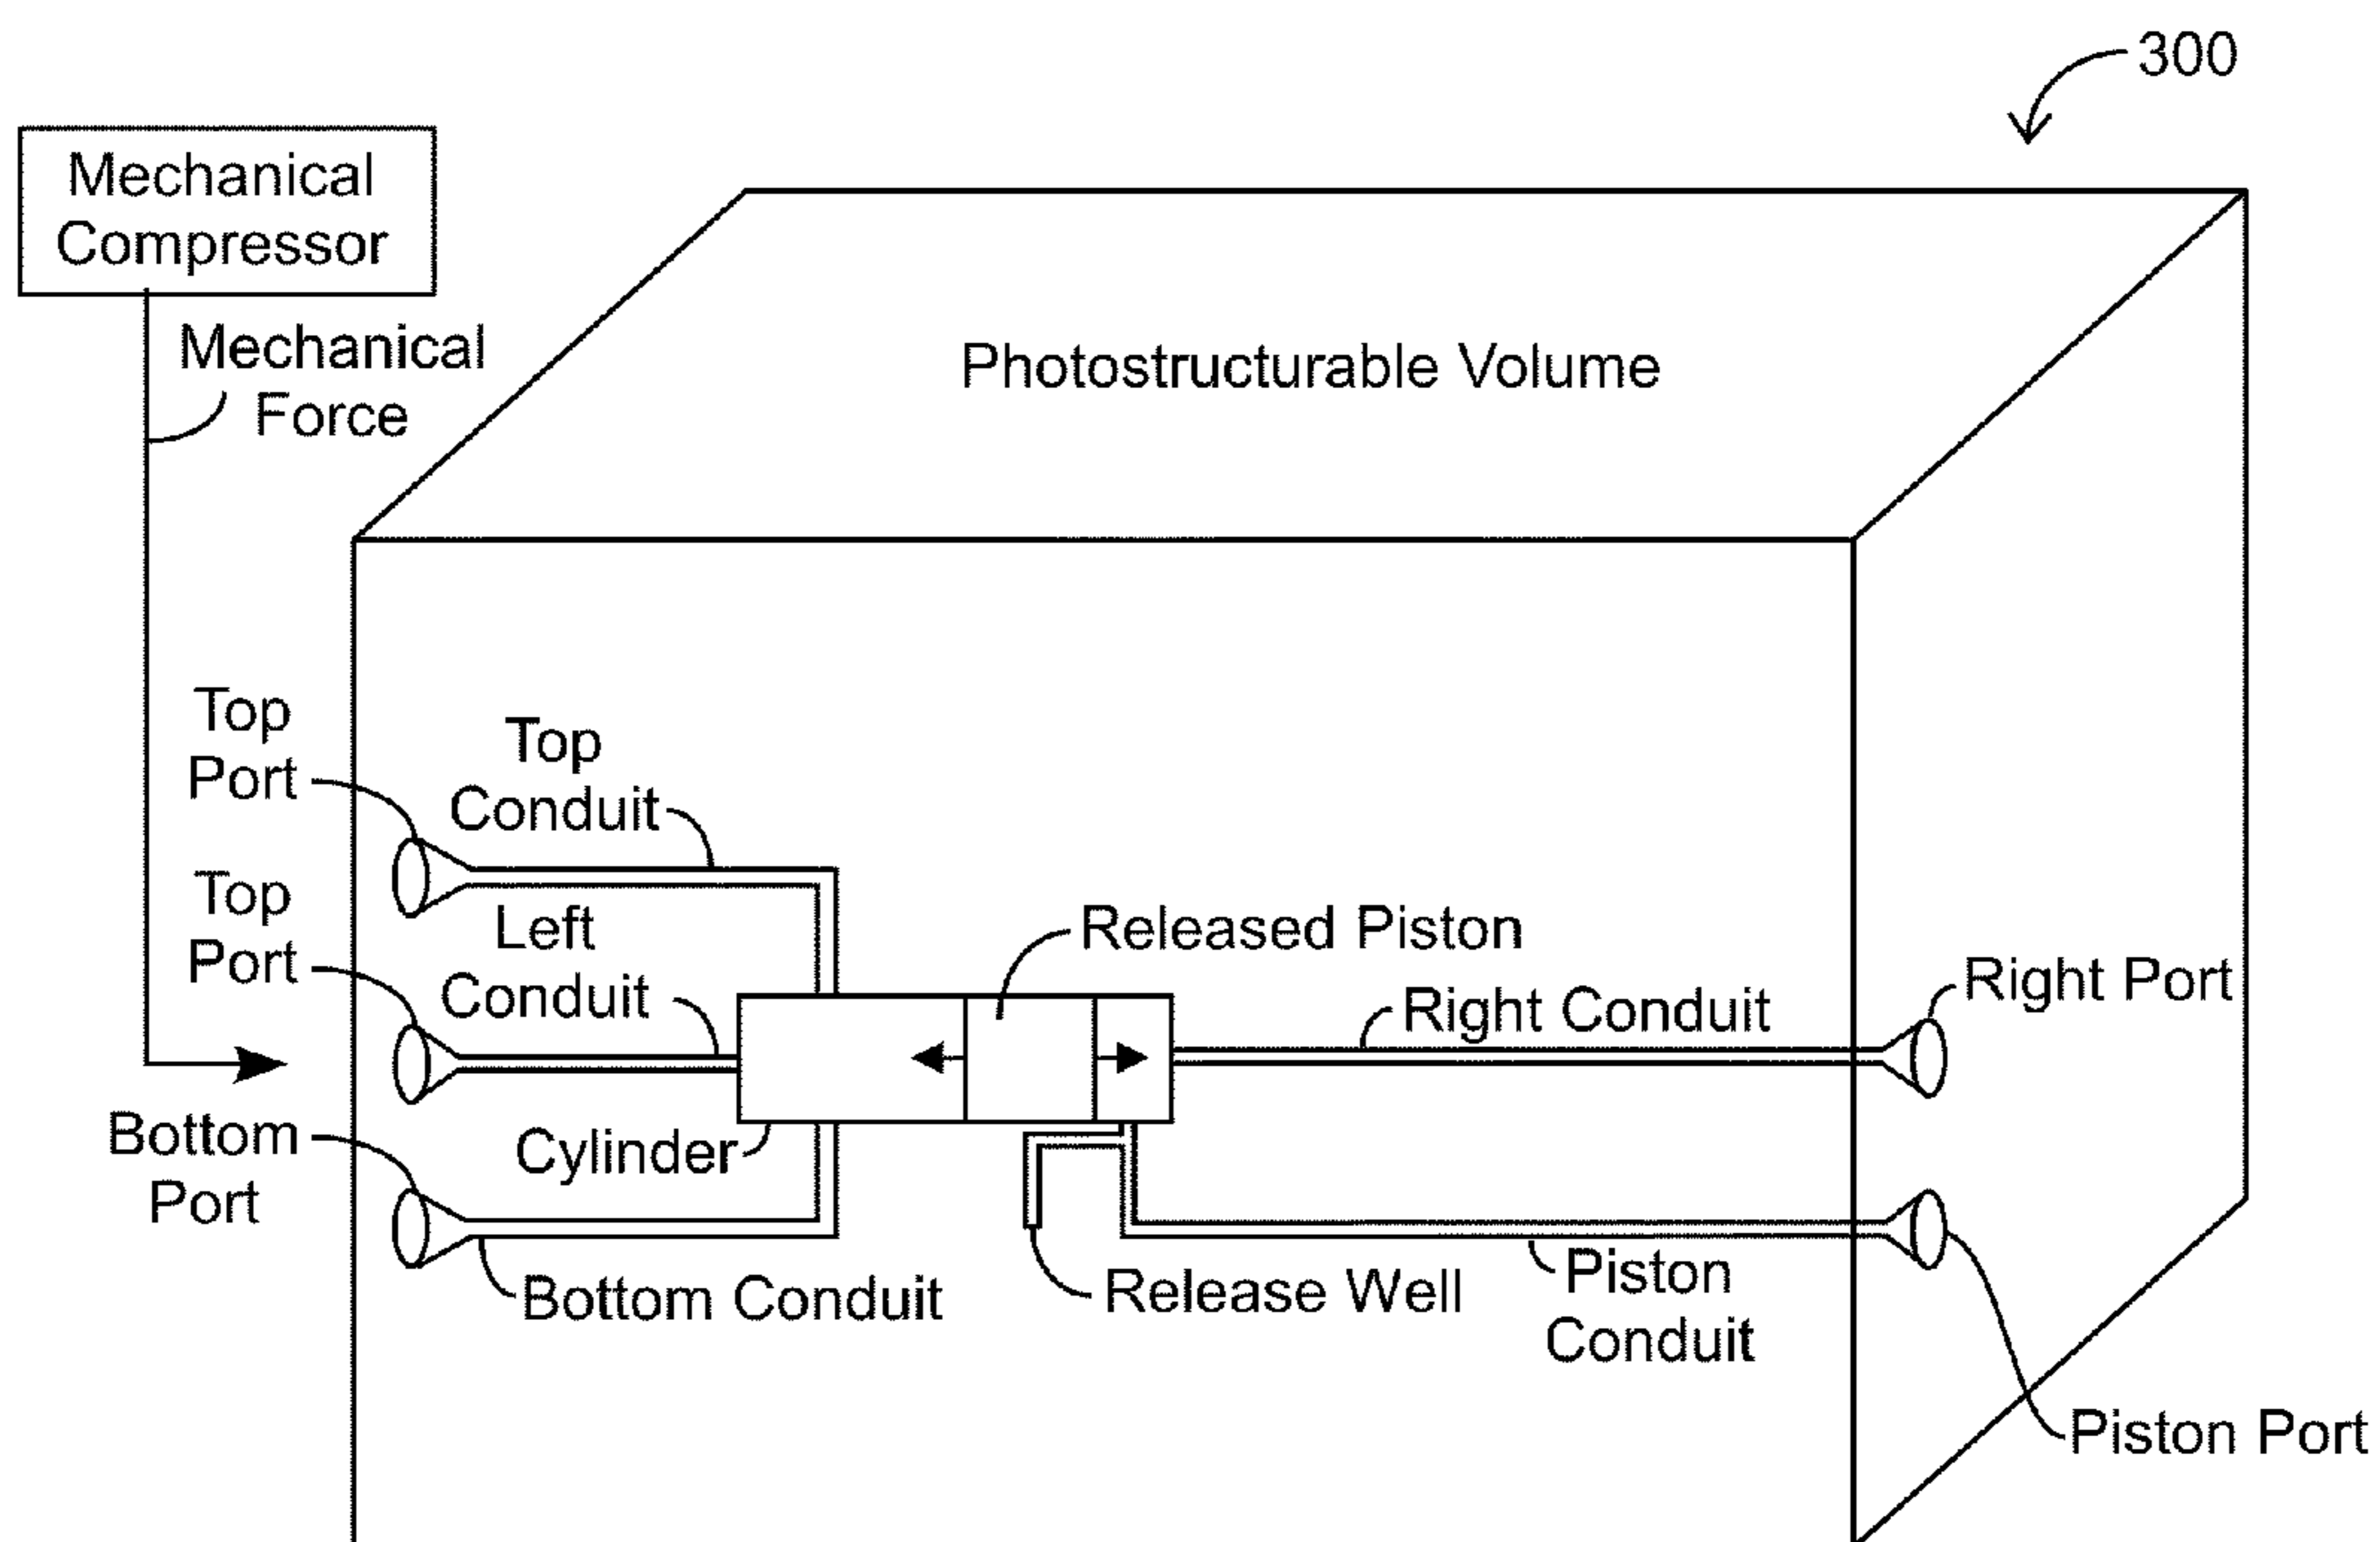 300
Mechanical
Compressor
Mechanical
Force
Photostructurable Volume
Top
Port
Top
Conduit
Top
Port
Left
Conduit
Released Piston
Right Conduit
Right Port
Bottom
Port
Cylinder
Bottom Conduit
Release Well
Piston
Conduit
Piston Port